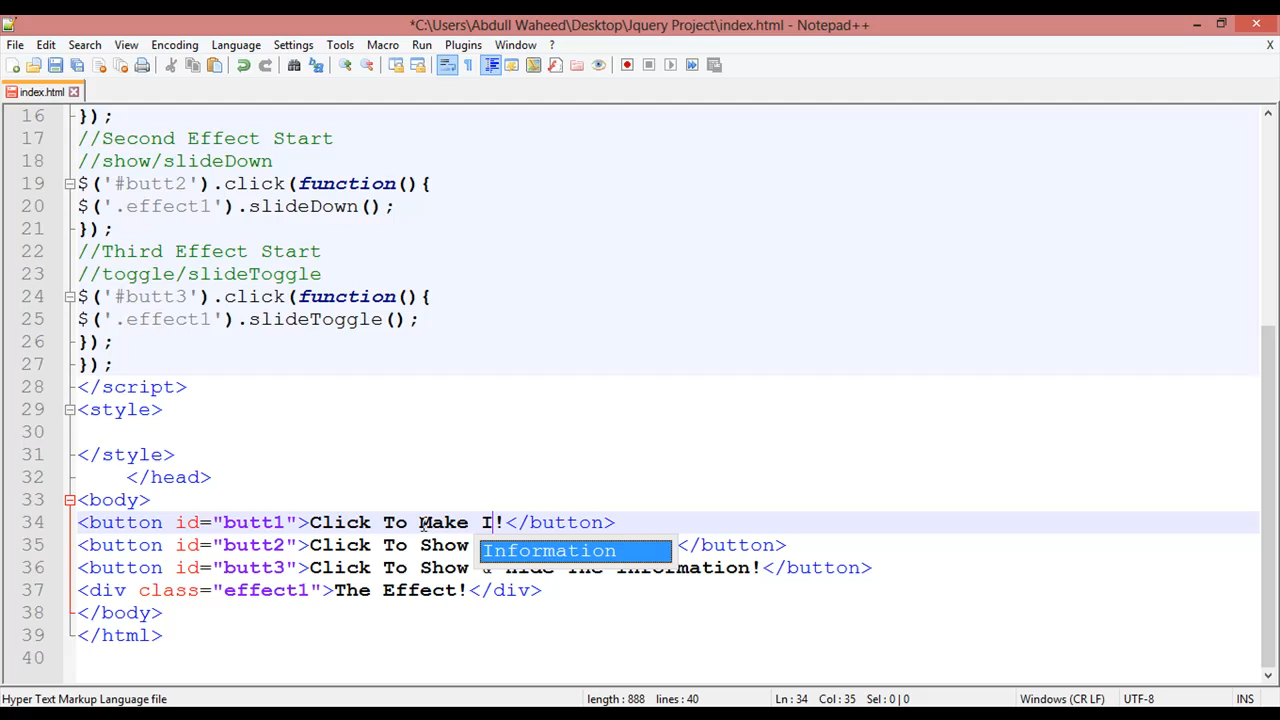 *C:\Users\Abdull Waheed\Desktop\Jquery Project\index.html - Notepad++
File Edit Search View Encoding Language Settings Tools Macro Run Plugins Window ? X
index.html
16 });
17 //Second Effect Start
18 //show/slideDown
19 $('#butt2').click(function(){
20 $('.effect1').slideDown();
21 });
22 //Third Effect Start
23 //toggle/slideToggle
24 $('#butt3').click(function(){
25 $('.effect1').slideToggle();
26 });
27 });
28 </script>
29 <style>
30
31 </style>
32 </head>
33 <body>
34 <button id="butt1">Click To Make I!</button>
35 <button id="butt2">Click To Show </button>
Information
36 <button id="butt3">Click To Show & Hide The Information!</button>
37 <div class="effect1">The Effect!</div>
38 </body>
39 </html>
40
Hyper Text Markup Language file length : 888 lines : 40 Ln : 34 Col : 35 Sel : 0 | 0 Windows (CR LF) UTF-8 INS